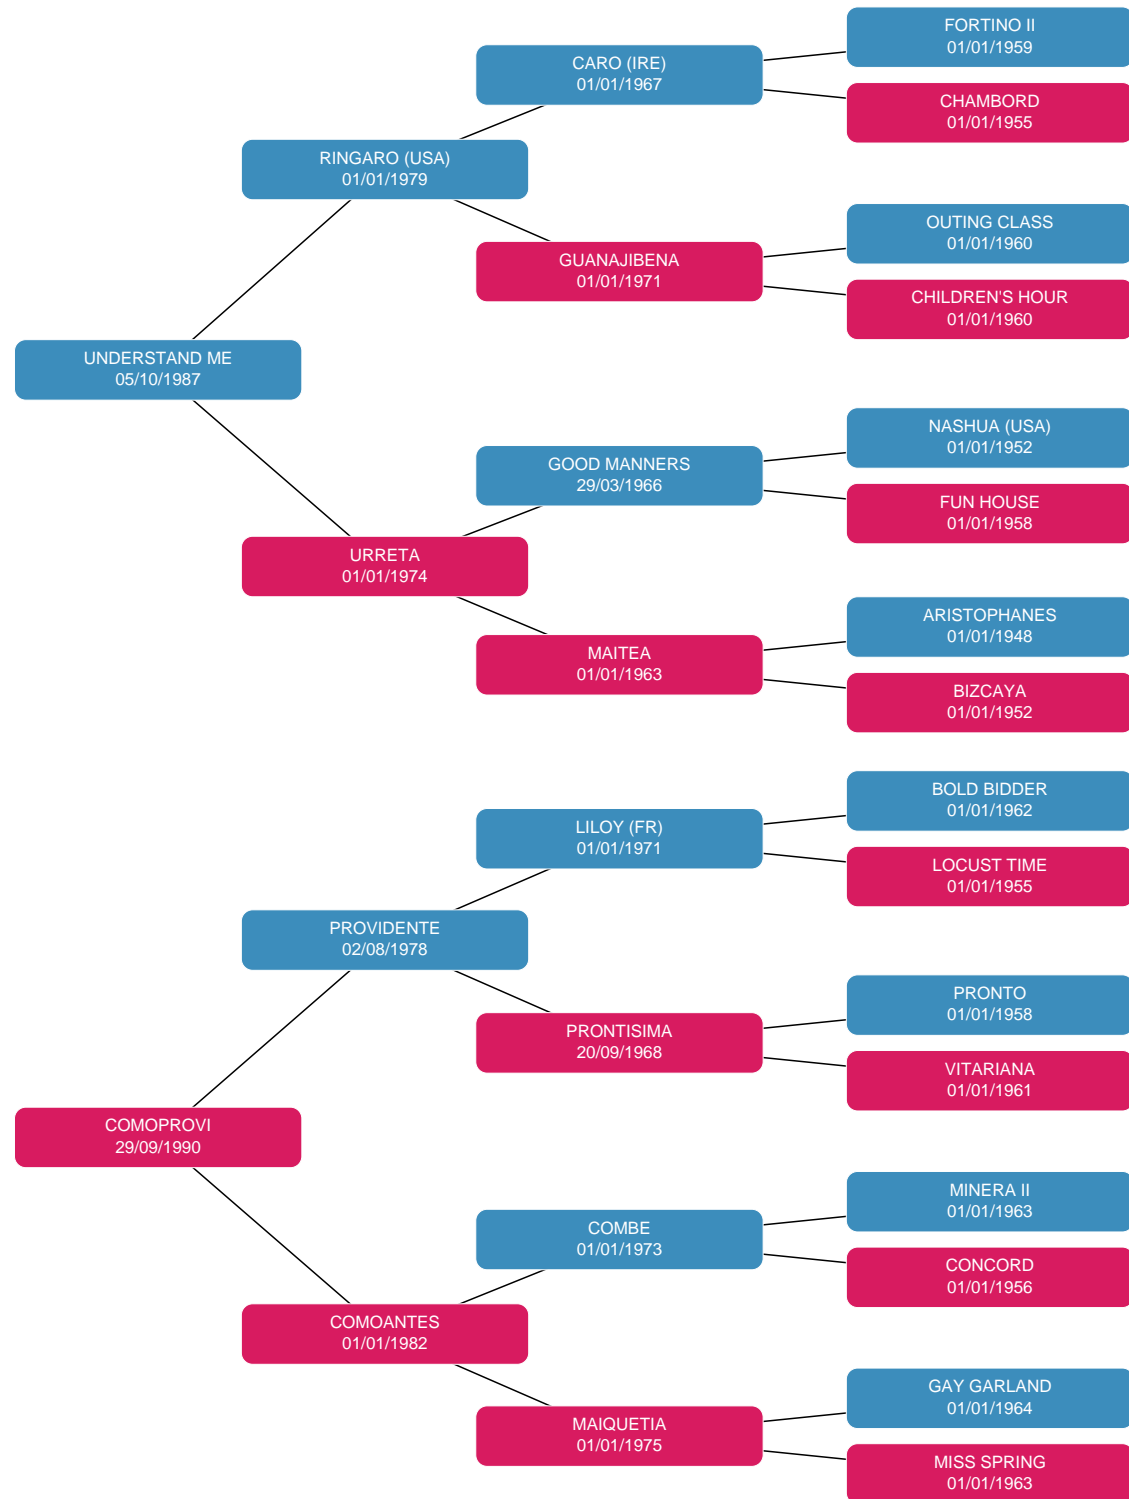 FORTINO II
01/01/1959
CARO (IRE)
01/01/1967
CHAMBORD
01/01/1955
RINGARO (USA)
01/01/1979
OUTING CLASS
01/01/1960
GUANAJIBENA
01/01/1971
CHILDREN'S HOUR
01/01/1960
UNDERSTAND ME
05/10/1987
NASHUA (USA)
01/01/1952
GOOD MANNERS
29/03/1966
FUN HOUSE
01/01/1958
URRETA
01/01/1974
ARISTOPHANES
01/01/1948
MAITEA
01/01/1963
BIZCAYA
01/01/1952
BOLD BIDDER
01/01/1962
LILOY (FR)
01/01/1971
LOCUST TIME
01/01/1955
PROVIDENTE
02/08/1978
PRONTO
01/01/1958
PRONTISIMA
20/09/1968
VITARIANA
01/01/1961
COMOPROVI
29/09/1990
MINERA II
01/01/1963
COMBE
01/01/1973
CONCORD
01/01/1956
COMOANTES
01/01/1982
GAY GARLAND
01/01/1964
MAIQUETIA
01/01/1975
MISS SPRING
01/01/1963